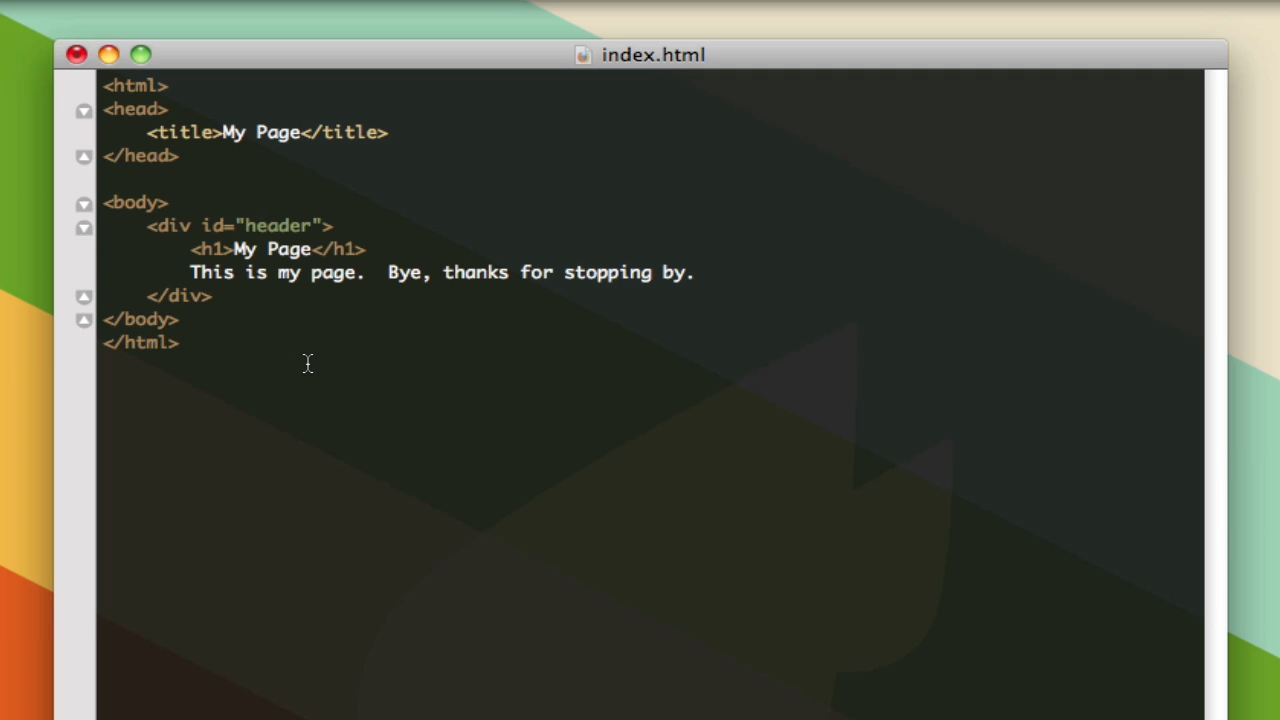 index.html
<html>
<head>
    <title>My Page</title>
</head>

<body>
    <div id="header">
        <h1>My Page</h1>
        This is my page.  Bye, thanks for stopping by.
    </div>
</body>
</html>